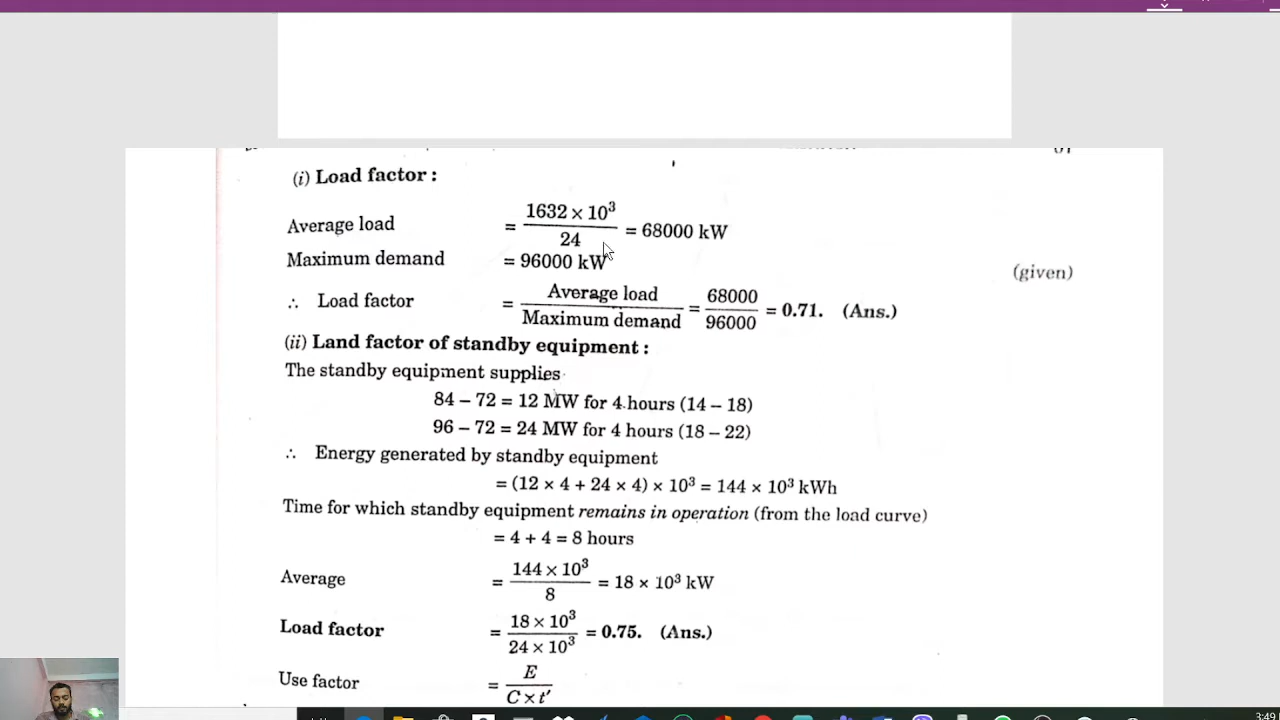 (i) Load factor :
Average load = 1632 × 10³ / 24 = 68000 kW
Maximum demand = 96000 kW
(given)
∴ Load factor = Average load / Maximum demand = 68000 / 96000 = 0.71. (Ans.)
(ii) Land factor of standby equipment :
The standby equipment supplies
84 – 72 = 12 MW for 4 hours (14 – 18)
96 – 72 = 24 MW for 4 hours (18 – 22)
∴ Energy generated by standby equipment
= (12 × 4 + 24 × 4) × 10³ = 144 × 10³ kWh
Time for which standby equipment remains in operation (from the load curve)
= 4 + 4 = 8 hours
Average = 144 × 10³ / 8 = 18 × 10³ kW
Load factor = 18 × 10³ / 24 × 10³ = 0.75. (Ans.)
Use factor = E / C × t′
3:40